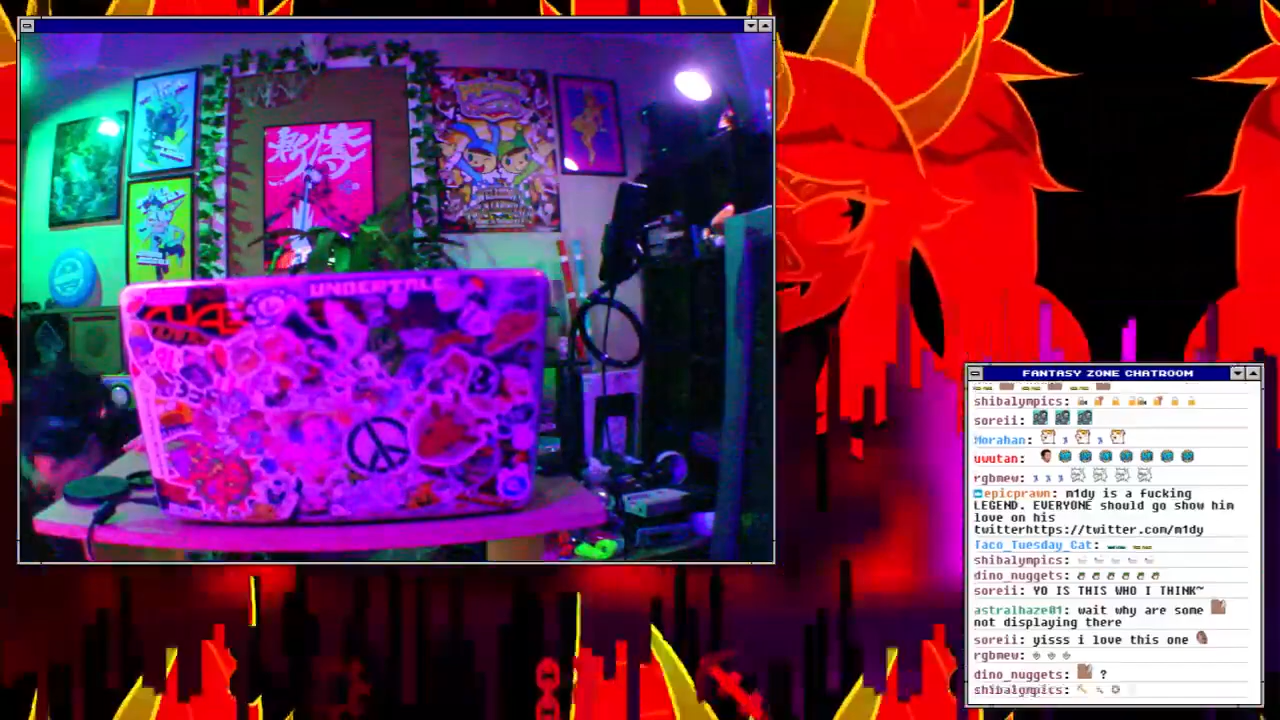 新情
UNDERTALE
FANTASY ZONE CHATROOM
shibalympics:
soreii:
Morahan:
uwutan:
rgbmew:
epicprawn: m1dy is a fucking
LEGEND. EVERYONE should go show him
love on his
twitterhttps://twitter.com/m1dy
Taco_Tuesday_Cat:
shibalympics:
dino_nuggets:
soreii: YO IS THIS WHO I THINK~
astralhaze01: wait why are some
not displaying there
soreii: yisss i love this one
rgbmew:
dino_nuggets: ?
shibalympics: